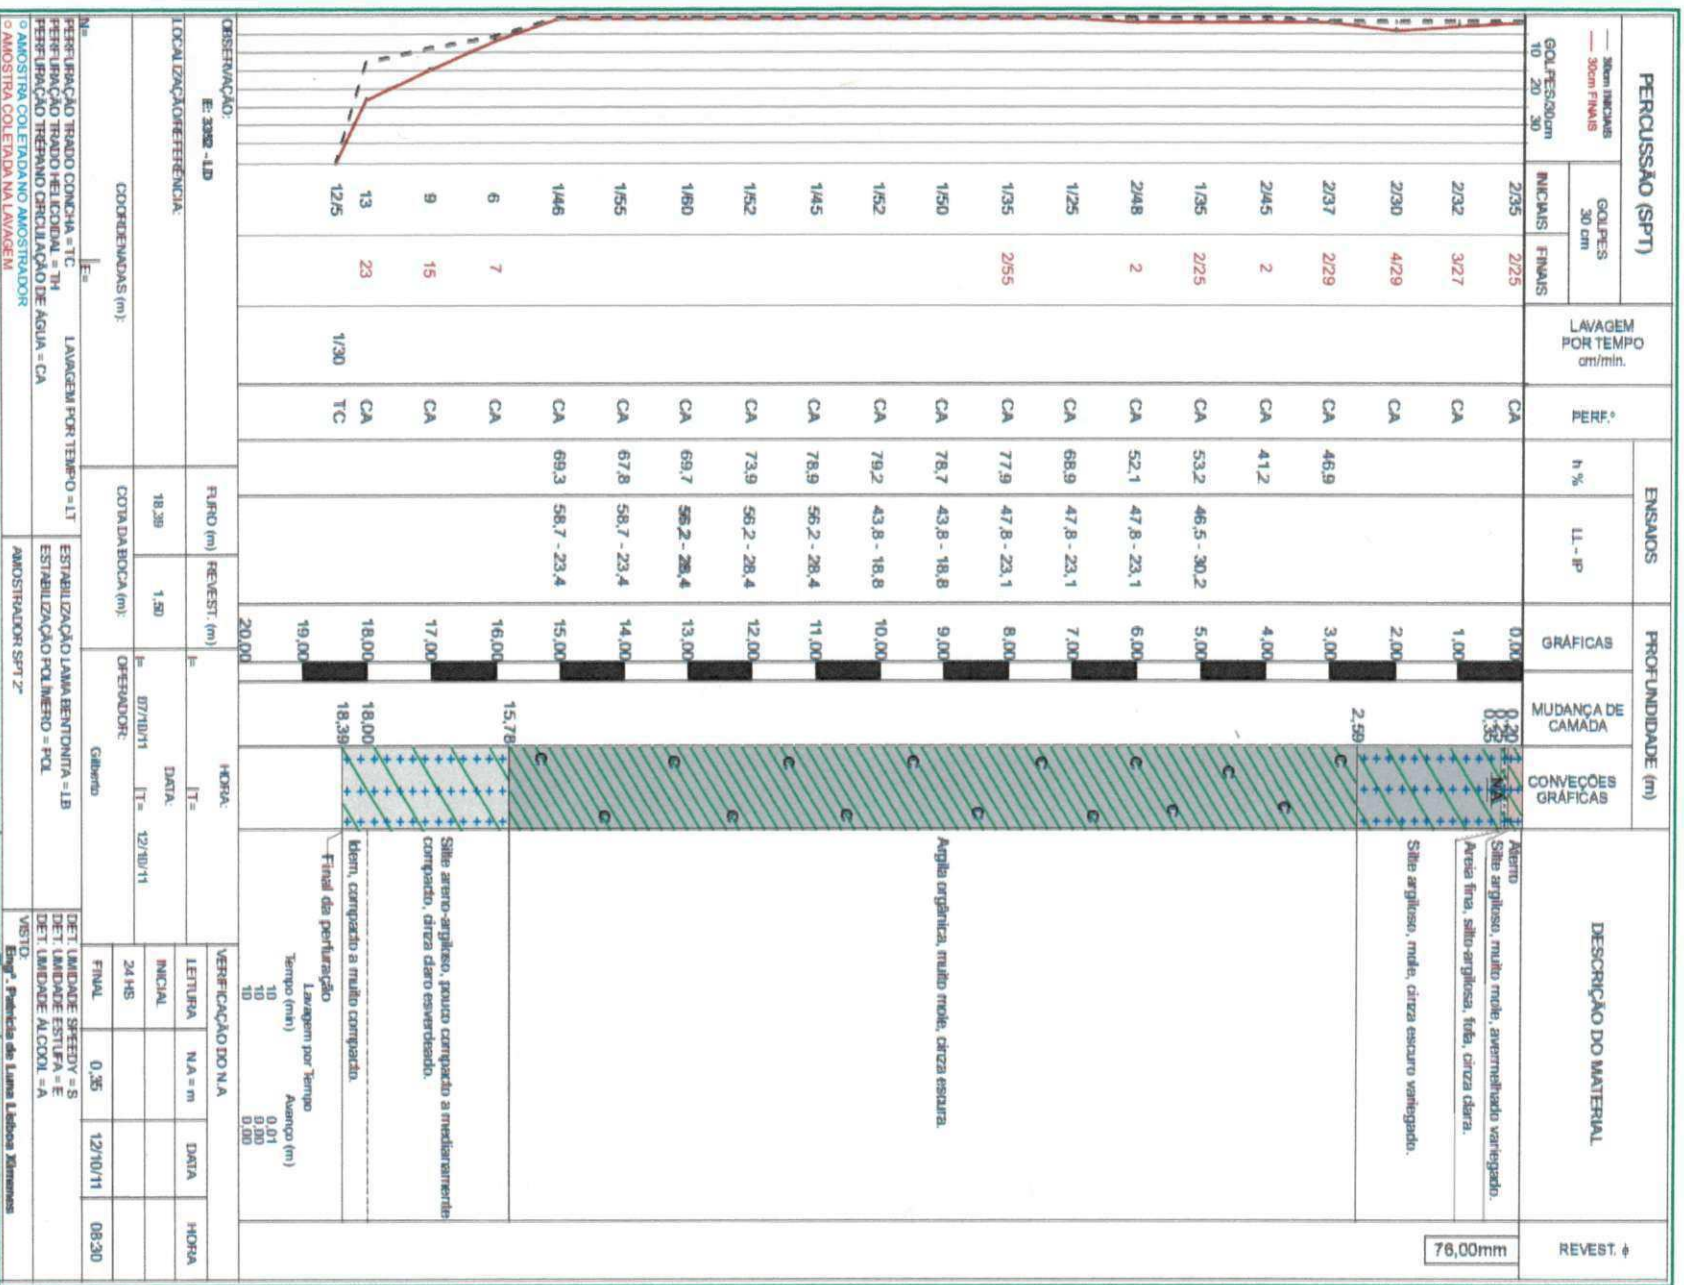 PERCUSSÃO (SPT)
30cm INICIAIS
30cm FINAIS
GOLPES/30cm
10 20 30
GOLPES
30 cm
INICIAIS FINAIS
LAVAGEM
POR TEMPO
cm/min.
PERF.º
ENSAIOS
h %
LL - IP
PROFUNDIDADE (m)
GRÁFICAS
MUDANÇA DE
CAMADA
CONVEÇÕES
GRÁFICAS
DESCRIÇÃO DO MATERIAL
REVEST. ϕ
76,00mm
2/35 2/25 CA 0,00 0,20
0,35
NA
Aterro
Silte argiloso, muito mole, avermelhado variegado.
2/32 3/27 CA 1,00
Areia fina, silto-argilosa, fofa, cinza clara.
2/30 4/29 CA 2,00
Silte argiloso, mole, cinza escuro variegado.
2,59
2/37 2/29 CA 46,9 3,00
2/45 2 CA 41,2 4,00
1/35 2/25 CA 53,2 46,5 - 30,2 5,00
2/48 2 CA 52,1 47,8 - 23,1 6,00
1/25 CA 68,9 47,8 - 23,1 7,00
1/35 2/55 CA 77,9 47,8 - 23,1 8,00
1/50 CA 78,7 43,8 - 18,8 9,00
Argila orgânica, muito mole, cinza escura.
1/52 CA 79,2 43,8 - 18,8 10,00
1/45 CA 78,9 56,2 - 28,4 11,00
1/52 CA 73,9 56,2 - 28,4 12,00
1/60 CA 69,7 56,2 - 28,4 13,00
1/55 CA 67,8 58,7 - 23,4 14,00
1/46 CA 69,3 58,7 - 23,4 15,00
15,78
6 7 CA 16,00
9 15 CA 17,00
Silte areno-argiloso, pouco compacto a medianamente
compacto, cinza claro esverdeado.
13 23 CA 18,00 18,00
Idem, compacto a muito compacto.
12/5 1/30 TC 18,39
Final da perfuração
19,00
Lavagem por Tempo
Tempo (min) Avanço (m)
10 0,01
10 0,00
10 0,00
20,00
OBSERVAÇÃO:
E: 3382 - LD
FURO (m) REVEST. (m)
18,39 1,50
HORA:
I= T=
VERIFICAÇÃO DO N.A
LEITURA N.A = m DATA HORA
LOCALIZAÇÃO/REFERÊNCIA:
DATA:
I= 07/10/11 T= 12/10/11
INICIAL
24 HS
COORDENADAS (m):
N= E=
COTA DA BOCA (m):
OPERADOR:
Gilberto
FINAL 0,35 12/10/11 08:30
PERFURAÇÃO TRADO CONCHA = TC LAVAGEM POR TEMPO = LT
PERFURAÇÃO TRADO HELICOIDAL = TH
PERFURAÇÃO TRÉPANO CIRCULAÇÃO DE ÁGUA = CA
ESTABILIZAÇÃO LAMA BENTONITA = LB
ESTABILIZAÇÃO POLÍMERO = POL
DET. UMIDADE SPEEDY = S
DET. UMIDADE ESTUFA = E
DET. UMIDADE ÁLCOOL = A
AMOSTRA COLETADA NO AMOSTRADOR
AMOSTRA COLETADA NA LAVAGEM
AMOSTRADOR SPT 2"
VISTO:
Engª. Patrícia de Luna Lisboa Ximenes